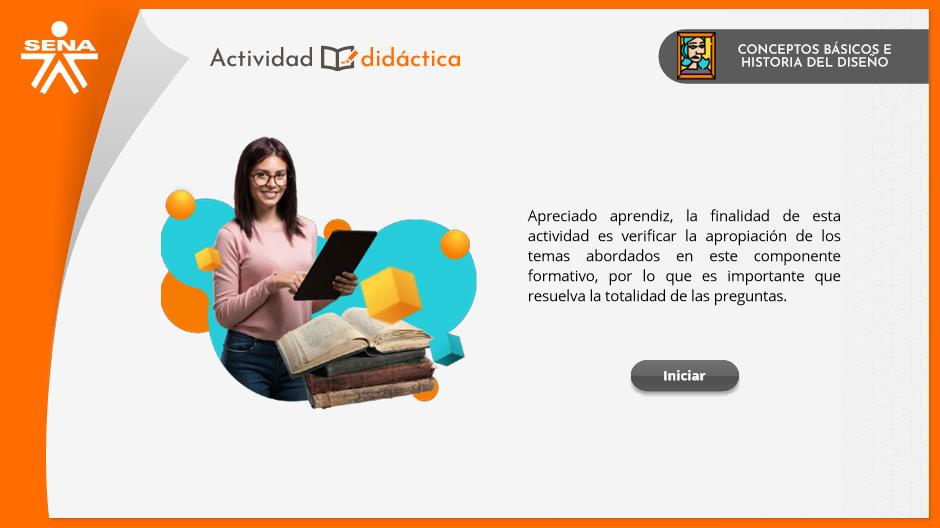 SENA
Actividad didáctica
CONCEPTOS BÁSICOS E
HISTORIA DEL DISEÑO
Apreciado aprendiz, la finalidad de esta
actividad es verificar la apropiación de los
temas abordados en este componente
formativo, por lo que es importante que
resuelva la totalidad de las preguntas.
Iniciar